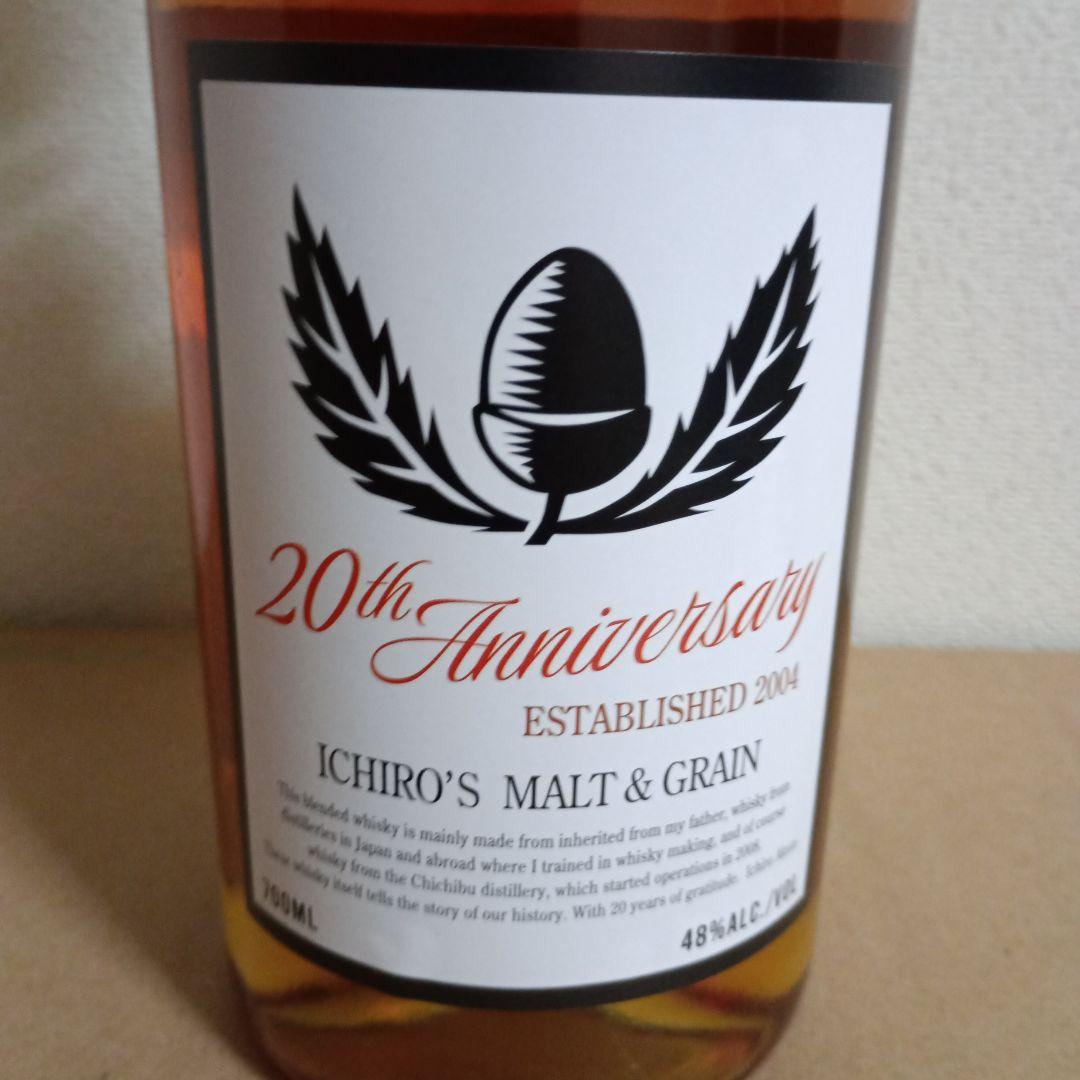 20th Anniversary
ESTABLISHED 2004
ICHIRO'S MALT & GRAIN
This blended whisky is mainly made from inherited from my father, whisky from
distilleries in Japan and abroad where I trained in whisky making, and of course
whisky from the Chichibu distillery, which started operations in 2008.
These whisky itself tells the story of our history. With 20 years of gratitude. Ichiro
700ML
48%ALC./VOL